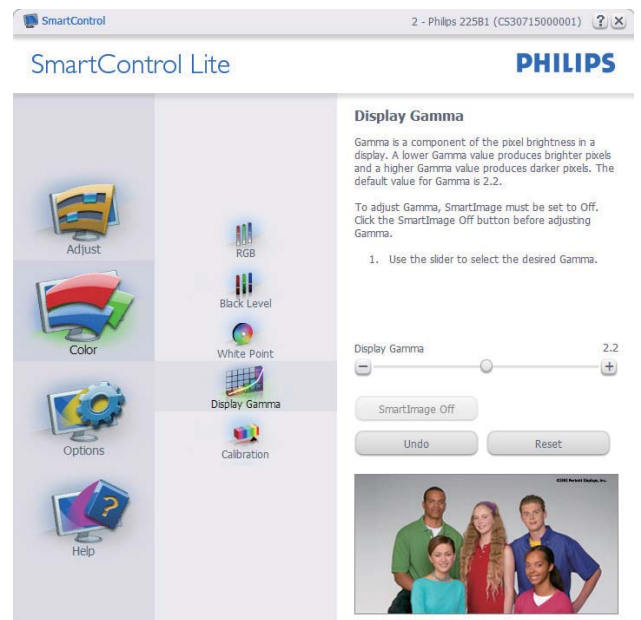 SmartControl
2 - Philips 225B1 (CS30715000001)
?
SmartControl Lite
PHILIPS
Adjust
Color
Options
?
Help
RGB
Black Level
White Point
Display Gamma
Calibration
Display Gamma
Gamma is a component of the pixel brightness in a
display. A lower Gamma value produces brighter pixels
and a higher Gamma value produces darker pixels. The
default value for Gamma is 2.2.
To adjust Gamma, SmartImage must be set to Off.
Click the SmartImage Off button before adjusting
Gamma.
1. Use the slider to select the desired Gamma.
Display Gamma 2.2
SmartImage Off
Undo Reset
Portrait Displays, Inc.